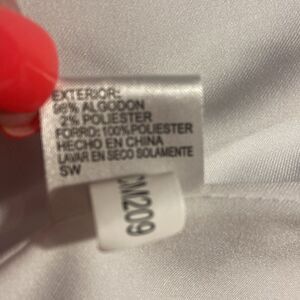 EXTERIOR:
98% ALGODON
2% POLIESTER
FORRO: 100% POLIESTER
HECHO EN CHINA
LAVAR EN SECO SOLAMENTE
SW
CM209